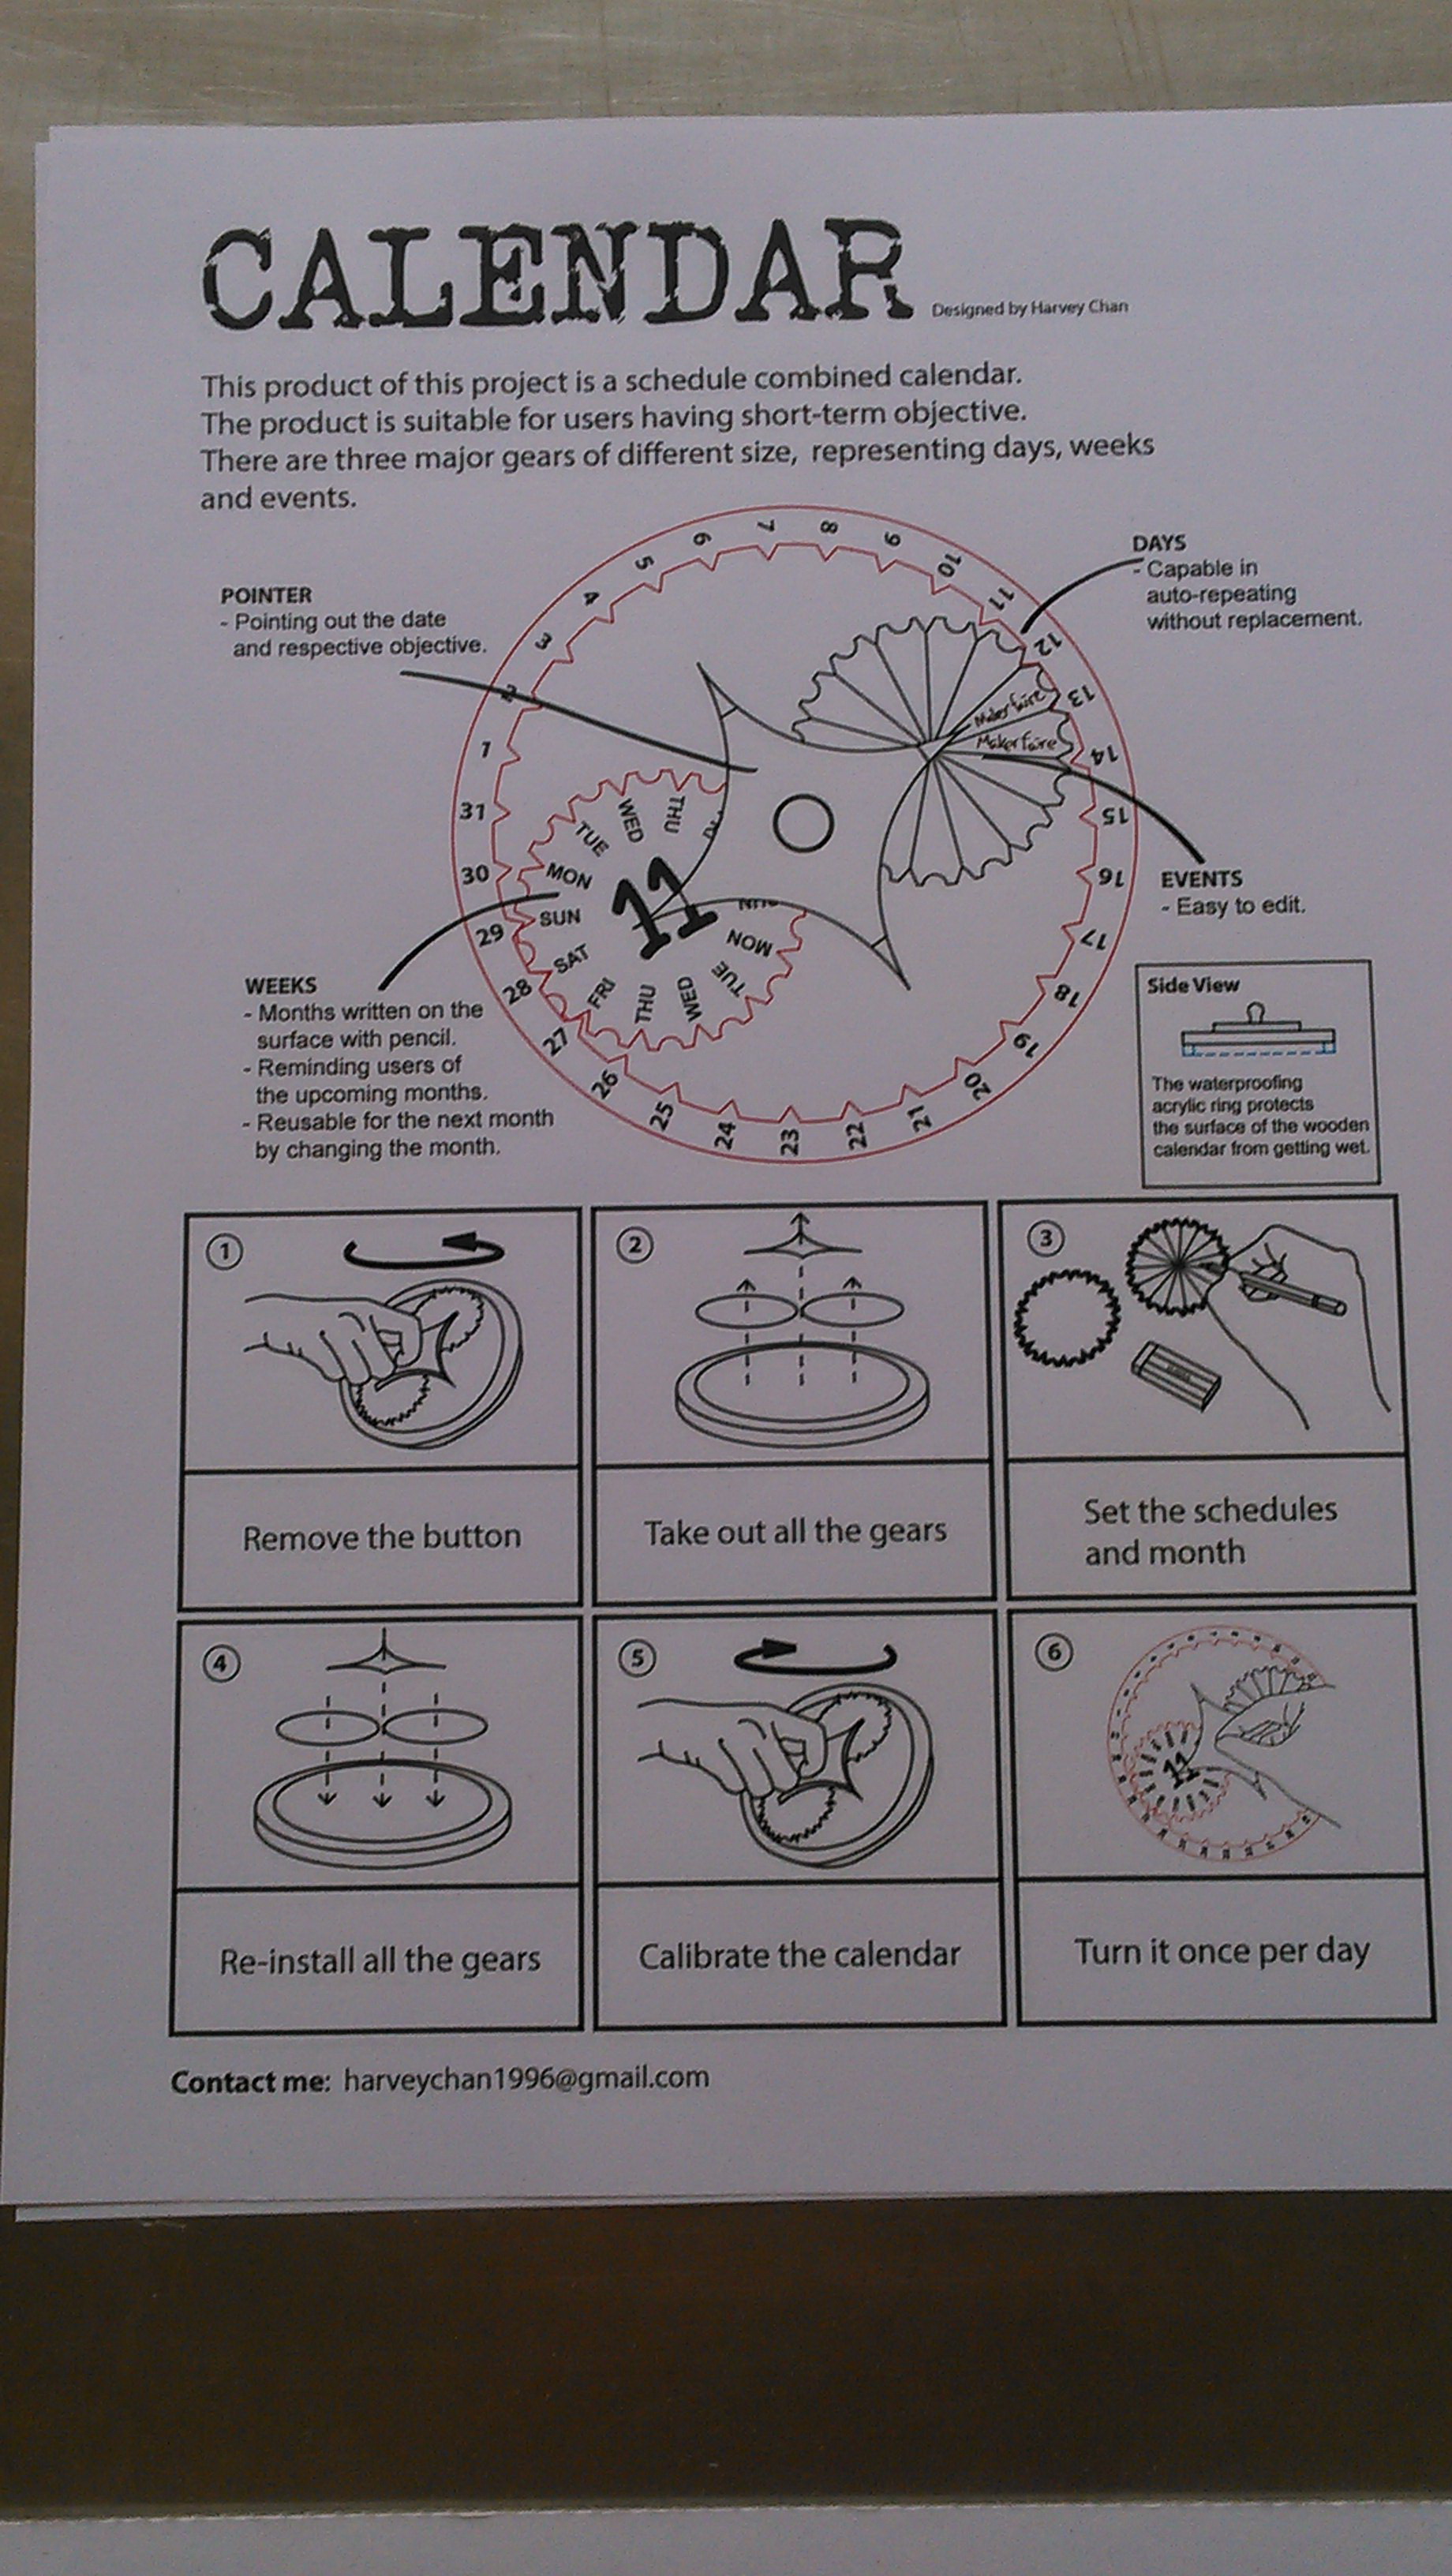 CALENDAR
Designed by Harvey Chan
This product of this project is a schedule combined calendar.
The product is suitable for users having short-term objective.
There are three major gears of different size, representing days, weeks
and events.
POINTER
- Pointing out the date
and respective objective.
DAYS
- Capable in
auto-repeating
without replacement.
EVENTS
- Easy to edit.
WEEKS
- Months written on the
surface with pencil.
- Reminding users of
the upcoming months.
- Reusable for the next month
by changing the month.
1
2
3
4
5
6
7
8
9
10
11
12
13
14
15
16
17
18
19
20
21
22
23
24
25
26
27
28
29
30
31
Maker faire
Maker faire
11
SUN
MON
TUE
WED
THU
SUN
MON
TUE
WED
THU
FRI
SAT
Side View
The waterproofing
acrylic ring protects
the surface of the wooden
calendar from getting wet.
1
Remove the button
2
Take out all the gears
3
Set the schedules
and month
4
Re-install all the gears
5
Calibrate the calendar
6
11
Turn it once per day
Contact me: harveychan1996@gmail.com